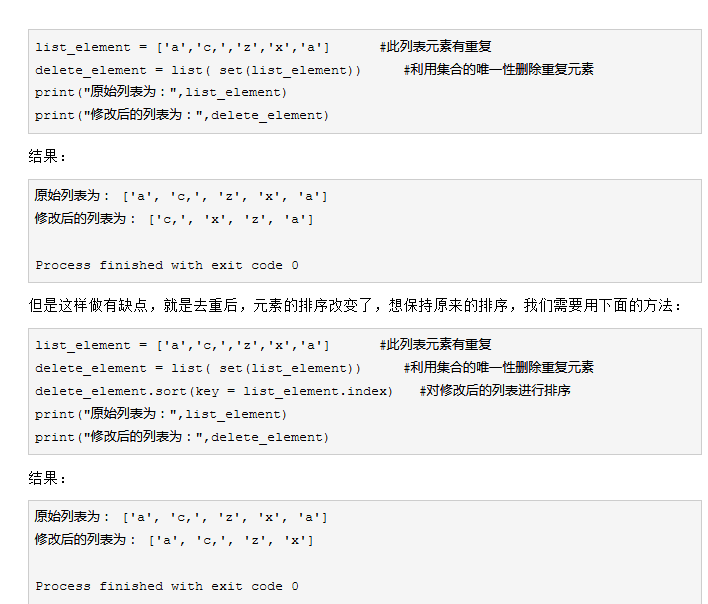 list_element = ['a','c,','z','x','a']      #此列表元素有重复
delete_element = list( set(list_element))     #利用集合的唯一性删除重复元素
print("原始列表为：",list_element)
print("修改后的列表为：",delete_element)
结果：
原始列表为： ['a', 'c,', 'z', 'x', 'a']
修改后的列表为： ['c,', 'x', 'z', 'a']
Process finished with exit code 0
但是这样做有缺点，就是去重后，元素的排序改变了，想保持原来的排序，我们需要用下面的方法：
list_element = ['a','c,','z','x','a']      #此列表元素有重复
delete_element = list( set(list_element))     #利用集合的唯一性删除重复元素
delete_element.sort(key = list_element.index)   #对修改后的列表进行排序
print("原始列表为：",list_element)
print("修改后的列表为：",delete_element)
结果：
原始列表为： ['a', 'c,', 'z', 'x', 'a']
修改后的列表为： ['a', 'c,', 'z', 'x']
Process finished with exit code 0